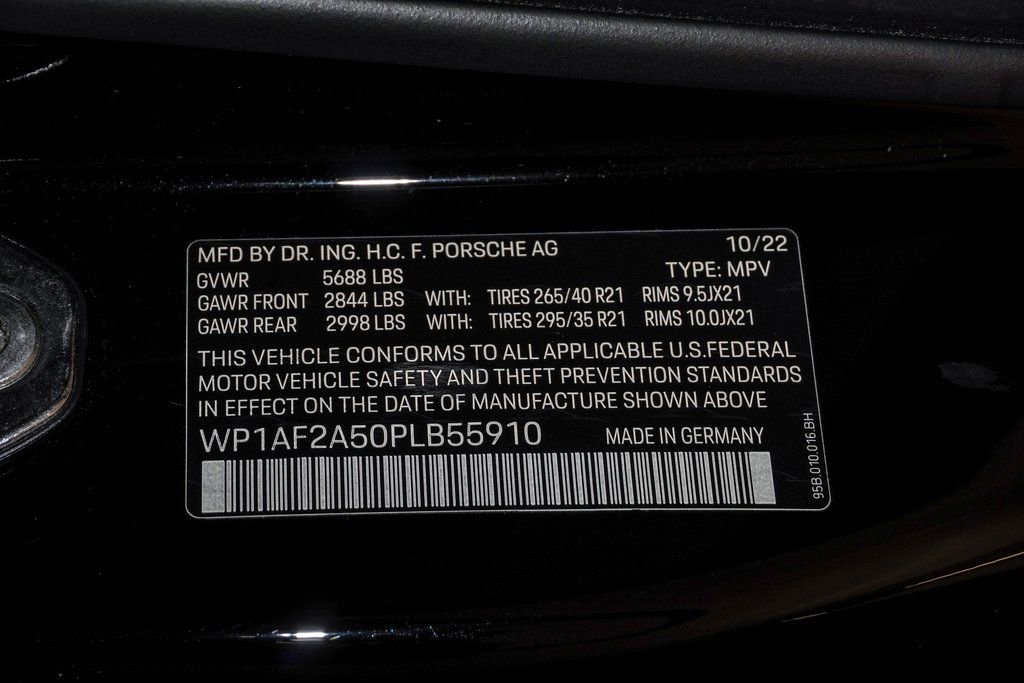 MFD BY DR. ING. H.C. F. PORSCHE AG 10/22
GVWR 5688 LBS TYPE: MPV
GAWR FRONT 2844 LBS WITH: TIRES 265/40 R21 RIMS 9.5JX21
GAWR REAR 2998 LBS WITH: TIRES 295/35 R21 RIMS 10.0JX21
THIS VEHICLE CONFORMS TO ALL APPLICABLE U.S.FEDERAL
MOTOR VEHICLE SAFETY AND THEFT PREVENTION STANDARDS
IN EFFECT ON THE DATE OF MANUFACTURE SHOWN ABOVE
WP1AF2A50PLB55910 MADE IN GERMANY
95B.010.016.BH